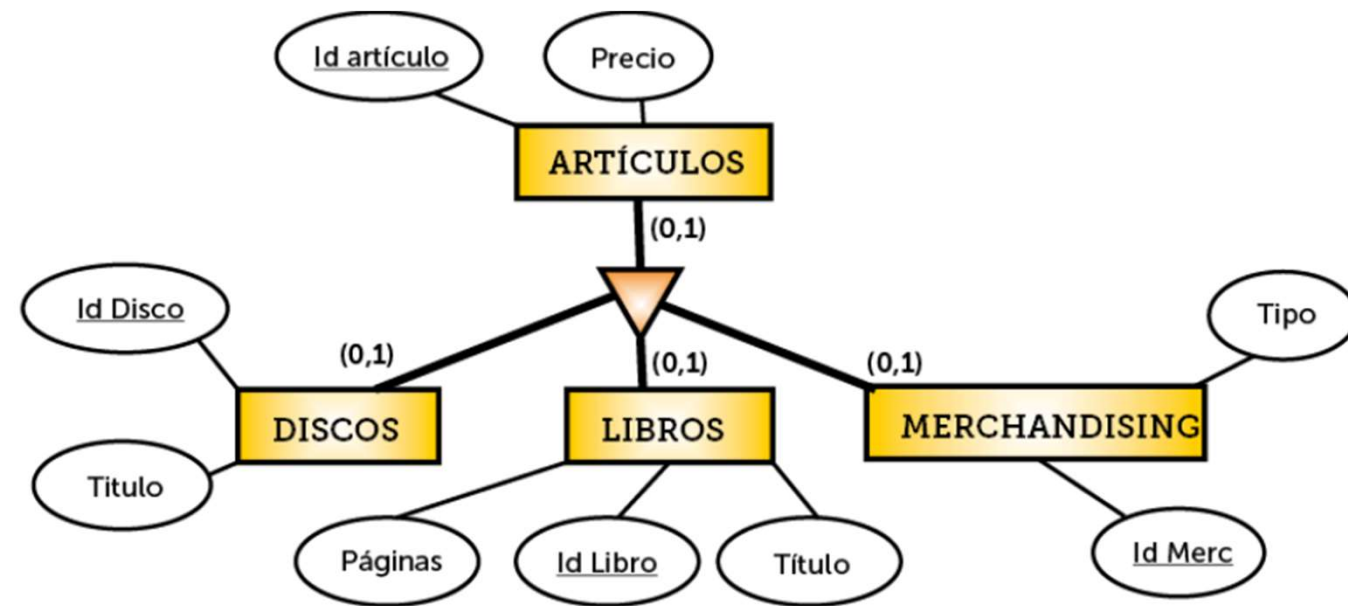 Id artículo
Precio
ARTÍCULOS
(0,1)
Id Disco
Tipo
(0,1)
(0,1)
(0,1)
DISCOS
LIBROS
MERCHANDISING
Titulo
Páginas
Id Libro
Título
Id Merc